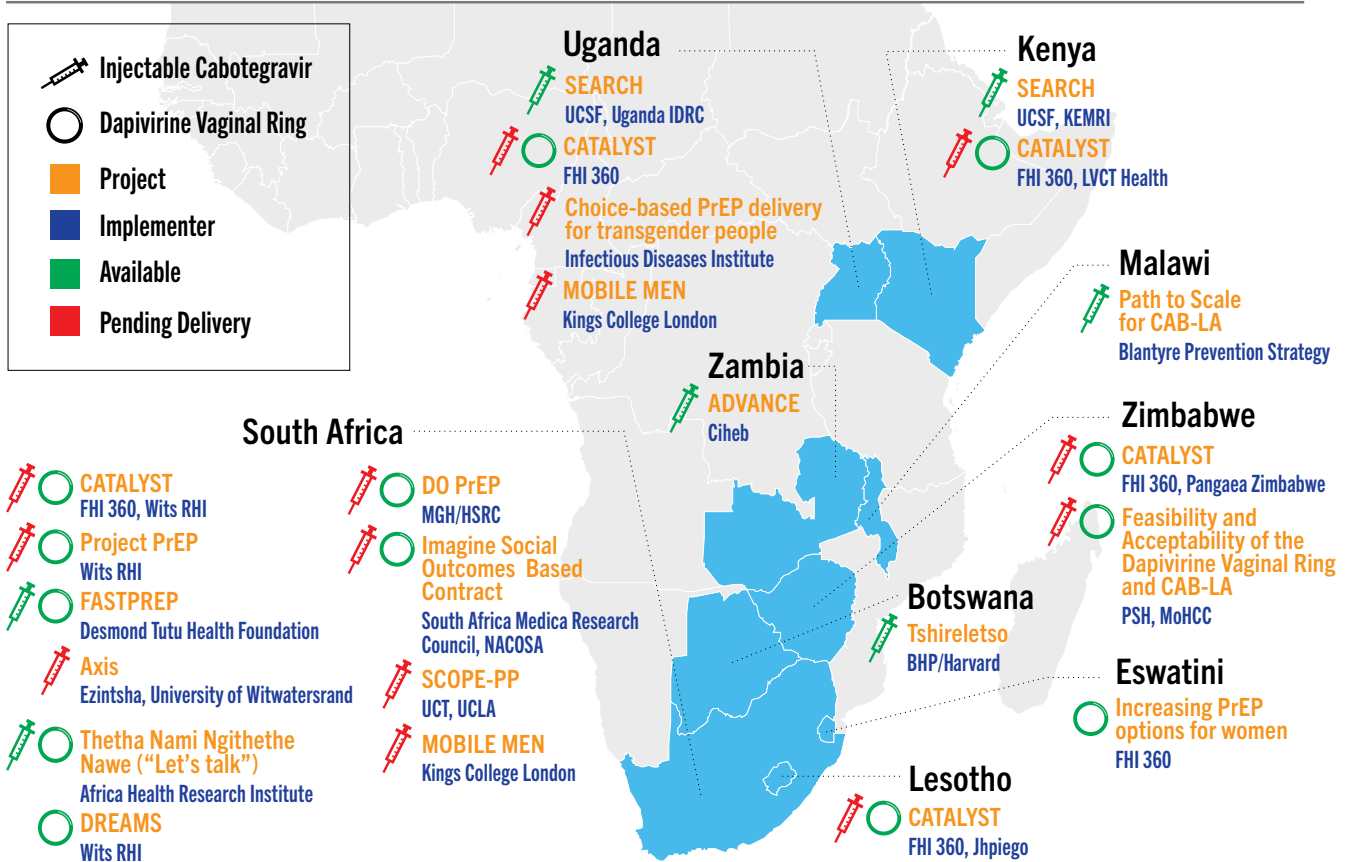 Injectable Cabotegravir
Dapivirine Vaginal Ring
Project
Implementer
Available
Pending Delivery
Uganda
SEARCH
UCSF, Uganda IDRC
CATALYST
FHI 360
Choice-based PrEP delivery
for transgender people
Infectious Diseases Institute
MOBILE MEN
Kings College London
Kenya
SEARCH
UCSF, KEMRI
CATALYST
FHI 360, LVCT Health
Malawi
Path to Scale
for CAB-LA
Blantyre Prevention Strategy
Zambia
ADVANCE
Ciheb
Zimbabwe
CATALYST
FHI 360, Pangaea Zimbabwe
Feasibility and
Acceptability of the
Dapivirine Vaginal Ring
and CAB-LA
PSH, MoHCC
South Africa
CATALYST
FHI 360, Wits RHI
Project PrEP
Wits RHI
FASTPREP
Desmond Tutu Health Foundation
Axis
Ezintsha, University of Witwatersrand
Thetha Nami Ngithethe
Nawe (“Let’s talk”)
Africa Health Research Institute
DREAMS
Wits RHI
DO PrEP
MGH/HSRC
Imagine Social
Outcomes Based
Contract
South Africa Medica Research
Council, NACOSA
SCOPE-PP
UCT, UCLA
MOBILE MEN
Kings College London
Botswana
Tshireletso
BHP/Harvard
Eswatini
Increasing PrEP
options for women
FHI 360
Lesotho
CATALYST
FHI 360, Jhpiego